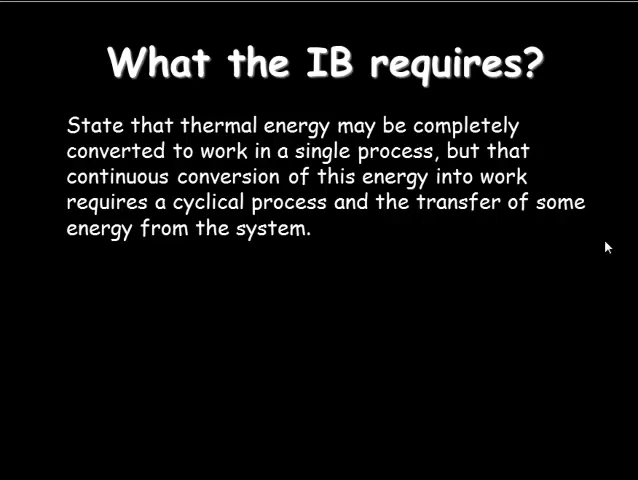 What the IB requires?
State that thermal energy may be completely
converted to work in a single process, but that
continuous conversion of this energy into work
requires a cyclical process and the transfer of some
energy from the system.